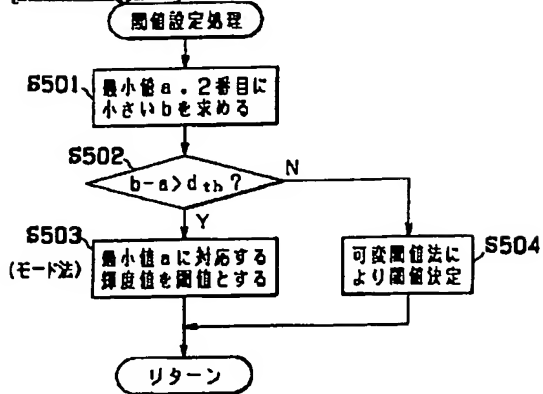 閾値設定処理
S501
最小値a。2番目に
小さいbを求める
S502
b-a>dth?
N
Y
S503
(モード法)
最小値aに対応する
輝度値を閾値とする
可変閾値法に
より閾値決定
S504
リターン